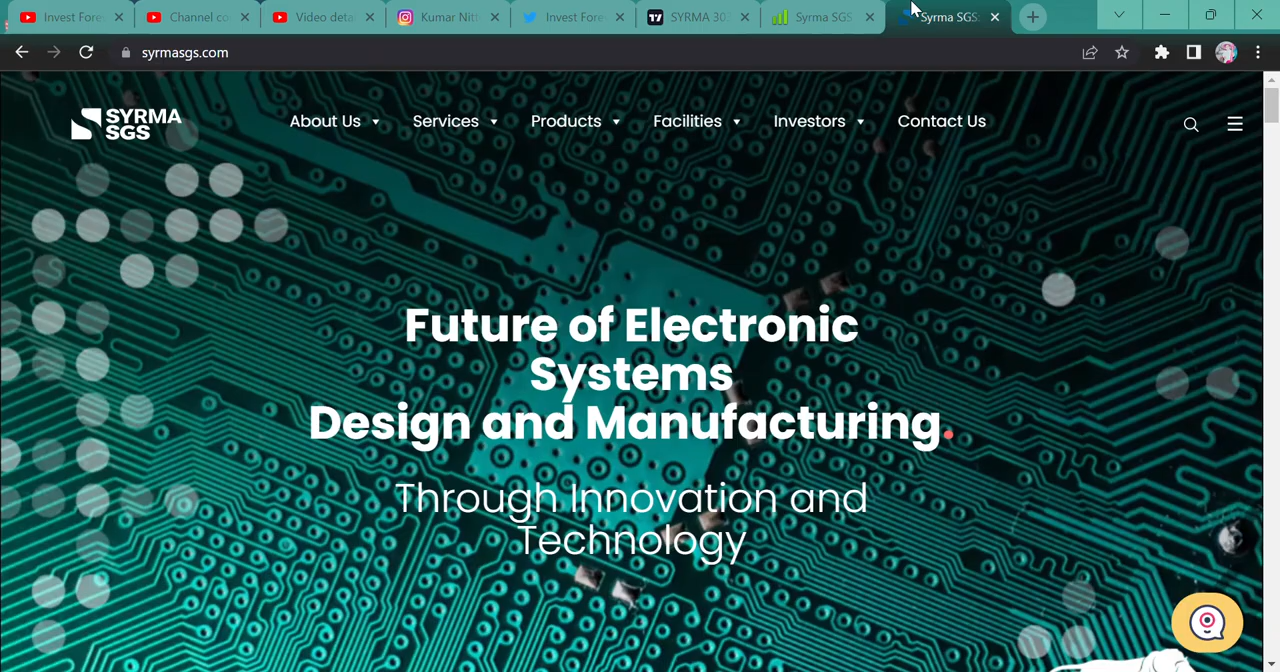 Invest Fore
Channel co
Video deta
Kumar Nitt
Invest Fore
SYRMA 303
Syrma SGS
Syrma SGS
syrmasgs.com
SYRMA
SGS
About Us
Services
Products
Facilities
Investors
Contact Us
Future of Electronic
Systems
Design and Manufacturing.
Through Innovation and
Technology